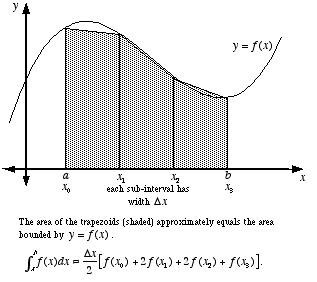 y
y = f(x)
a x₁ x₂ b x
x₀ x₃
each sub-interval has
width Δx
The area of the trapezoids (shaded) approximately equals the area
bounded by y = f(x).
∫f(x)dx = Δx/2 [f(x₀) + 2f(x₁) + 2f(x₂) + f(x₃)].